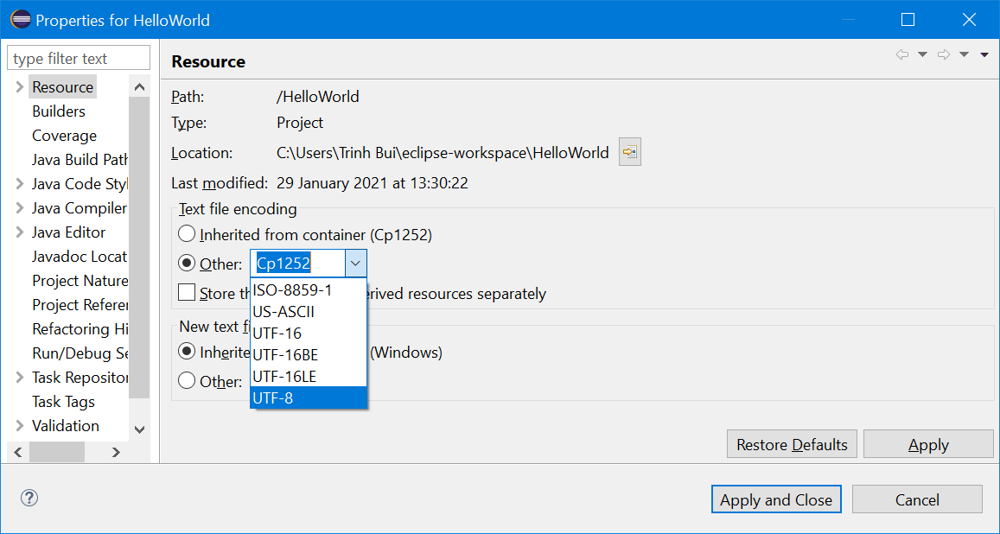 Properties for HelloWorld
type filter text
Resource
Builders
Coverage
Java Build Path
Java Code Styl
Java Compiler
Java Editor
Javadoc Locat
Project Nature
Project Referer
Refactoring Hi
Run/Debug Se
Task Repositor
Task Tags
Validation
Resource
Path: /HelloWorld
Type: Project
Location: C:\Users\Trinh Bui\eclipse-workspace\HelloWorld
Last modified: 29 January 2021 at 13:30:22
Text file encoding
Inherited from container (Cp1252)
Other: Cp1252
ISO-8859-1
US-ASCII
UTF-16
UTF-16BE
UTF-16LE
UTF-8
Store th erived resources separately
New text fi
Inherite (Windows)
Other:
Restore Defaults Apply
? Apply and Close Cancel